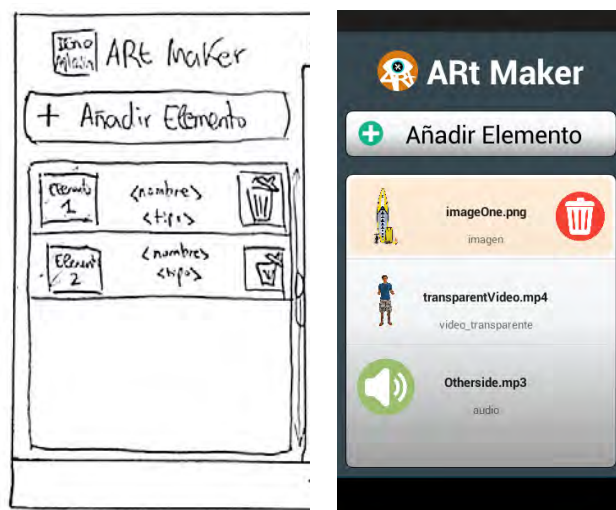 ARt Maker
+ Añadir Elemento
Elemento
1
<nombre>
<tipo>
Element
2
<nombre>
<tipo>
ARt Maker
Añadir Elemento
imageOne.png
imagen
transparentVideo.mp4
video_transparente
Otherside.mp3
audio